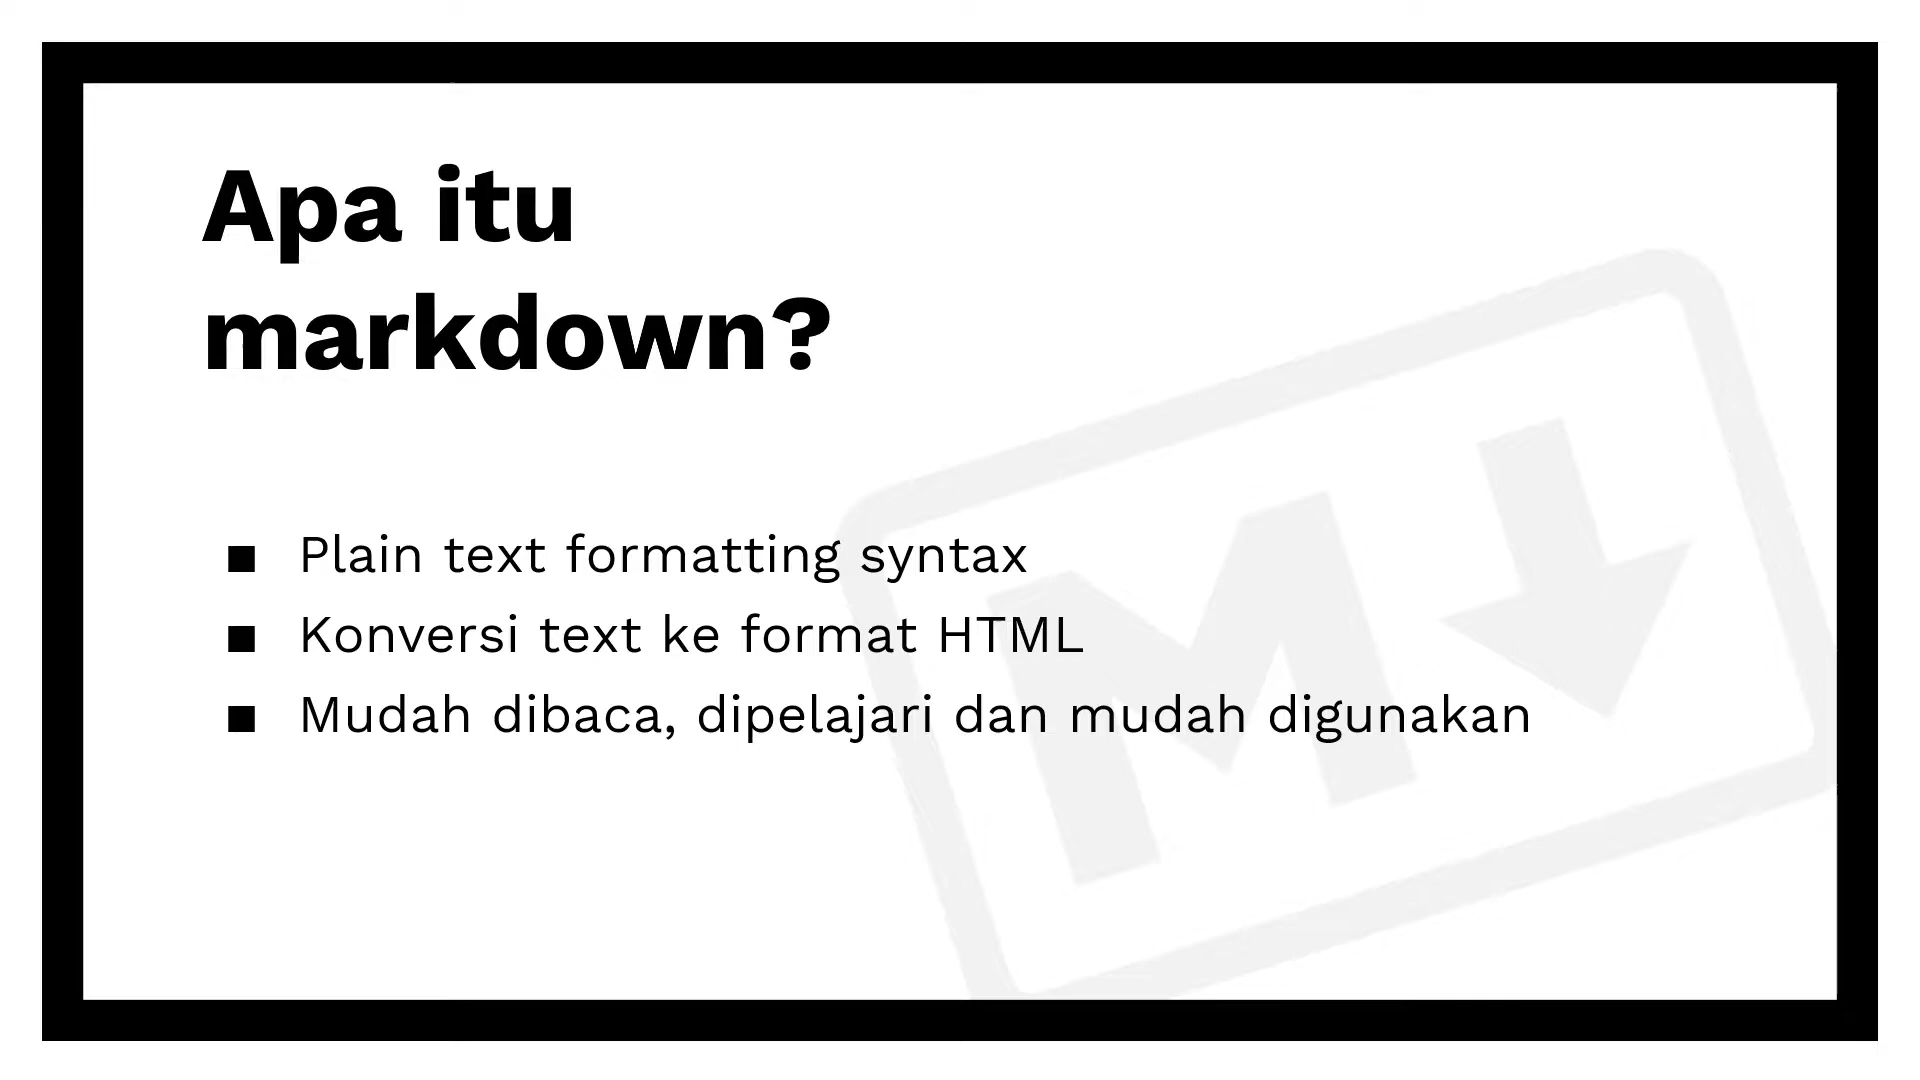 Apa itu
markdown?
■ Plain text formatting syntax
■ Konversi text ke format HTML
■ Mudah dibaca, dipelajari dan mudah digunakan
M